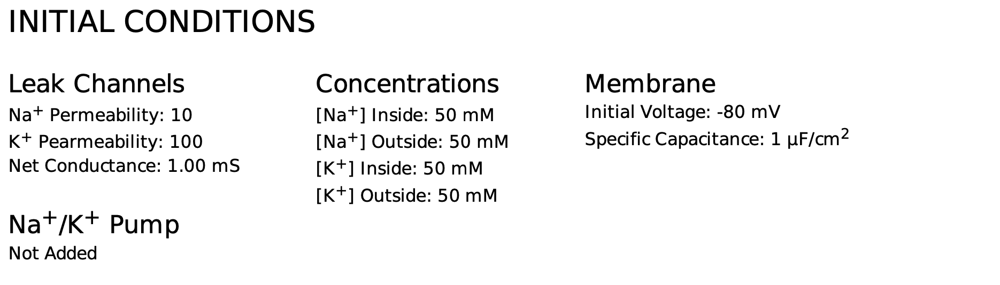 INITIAL CONDITIONS
Leak Channels
Na⁺ Permeability: 10
K⁺ Pearmeability: 100
Net Conductance: 1.00 mS
Na⁺/K⁺ Pump
Not Added
Concentrations
[Na⁺] Inside: 50 mM
[Na⁺] Outside: 50 mM
[K⁺] Inside: 50 mM
[K⁺] Outside: 50 mM
Membrane
Initial Voltage: -80 mV
Specific Capacitance: 1 µF/cm²